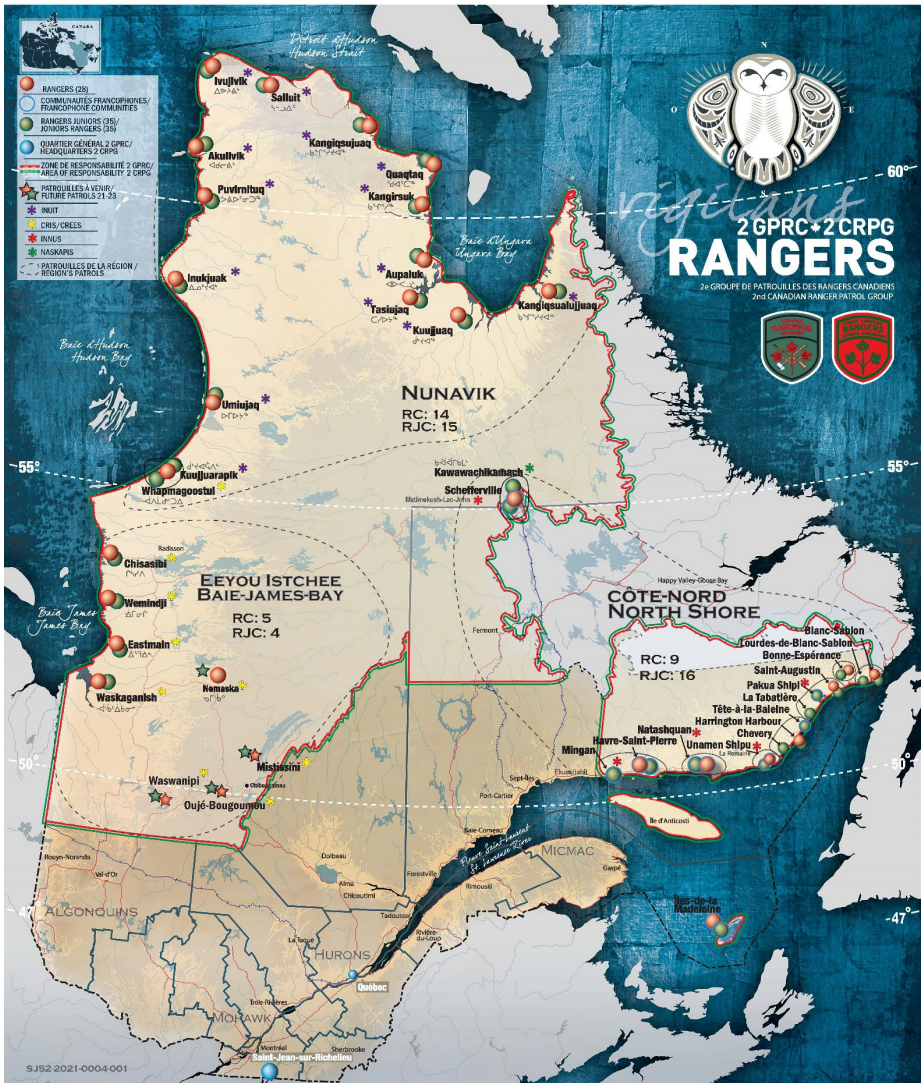 CANADA
RANGERS (28)
COMMUNAUTÉS FRANCOPHONES/
FRANCOPHONE COMMUNITIES
RANGERS JUNIORS (35)/
JONIORS RANGERS (35)
QUARTIER GÉNÉRAL 2 GPRC/
HEADQUARTERS 2 CRPG
ZONE DE RESPONSABILITÉ 2 GPRC/
AREA OF RESPONSABILITY 2 CRPG
PATROUILLES À VENIR/
FUTURE PATROLS 21-23
INUIT
CRIS/CREES
INNUS
NASKAPIS
PATROUILLES DE LA RÉGION /
REGION'S PATROLS
Détroit d'Hudson
Hudson Strait
N
O
E
S
vigilans
2 GPRC 2 CRPG
RANGERS
2e GROUPE DE PATROUILLES DES RANGERS CANADIENS
2nd CANADIAN RANGER PATROL GROUP
RANGERS
RANGERS
60°
Ivujivik
Salluit
Kangiqsujuaq
Akulivik
Quaqtaq
Puvirnituq
Kangirsuk
Baie d'Ungava
Ungava Bay
Inukjuak
Aupaluk
Tasiujaq
Kangiqsualujjuaq
Kuujjuaq
Baie d'Hudson
Hudson Bay
Umiujaq
NUNAVIK
RC: 14
RJC: 15
55°
55°
Kuujjuarapik
Whapmagoostui
Kawawachikamach
Schefferville
Matimekush-Lac-John
Radisson
Chisasibi
EEYOU ISTCHEE
BAIE-JAMES-BAY
RC: 5
RJC: 4
Wemindji
Baie James
James Bay
Eastmain
Happy Valley-Goose Bay
CÔTE-NORD
NORTH SHORE
Fermont
RC: 9
RJC: 16
Blanc-Sablon
Lourdes-de-Blanc-Sablon
Bonne-Espérance
Saint-Augustin
Pakua Shipi
La Tabatière
Tête-à-la-Baleine
Harrington Harbour
Chevery
Waskaganish
Nemaska
Natashquan
Havre-Saint-Pierre
Unamen Shipu
La Romaine
Mingan
Ekuanitshit
50°
50°
Mistissini
Waswanipi
Chibougamau
Oujé-Bougoumou
Sept-Îles
Port-Cartier
Île d'Anticosti
Baie-Comeau
Fleuve Saint-Laurent
St. Lawrence River
MICMAC
Rouyn-Noranda
Val-d'Or
Dolbeau
Alma
Chicoutimi
Forestville
Rimouski
Gaspé
47°
-47°
ALGONQUINS
Tadoussac
Rivière-
du-Loup
Îles-de-la
Madeleine
La Tuque
HURONS
Québec
Trois-Rivières
MOHAWK
Montréal
Sherbrooke
Saint-Jean-sur-Richelieu
SJ52-2021-0004-001